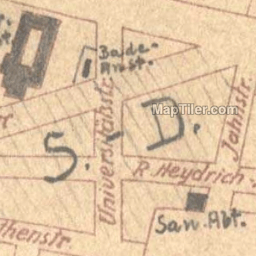 Bade-
Anst.
MapTiler.com
S.-D.
Universitätsstr.
Jahnstr.
R. Heydrich-
San. Abt.
thenstr.